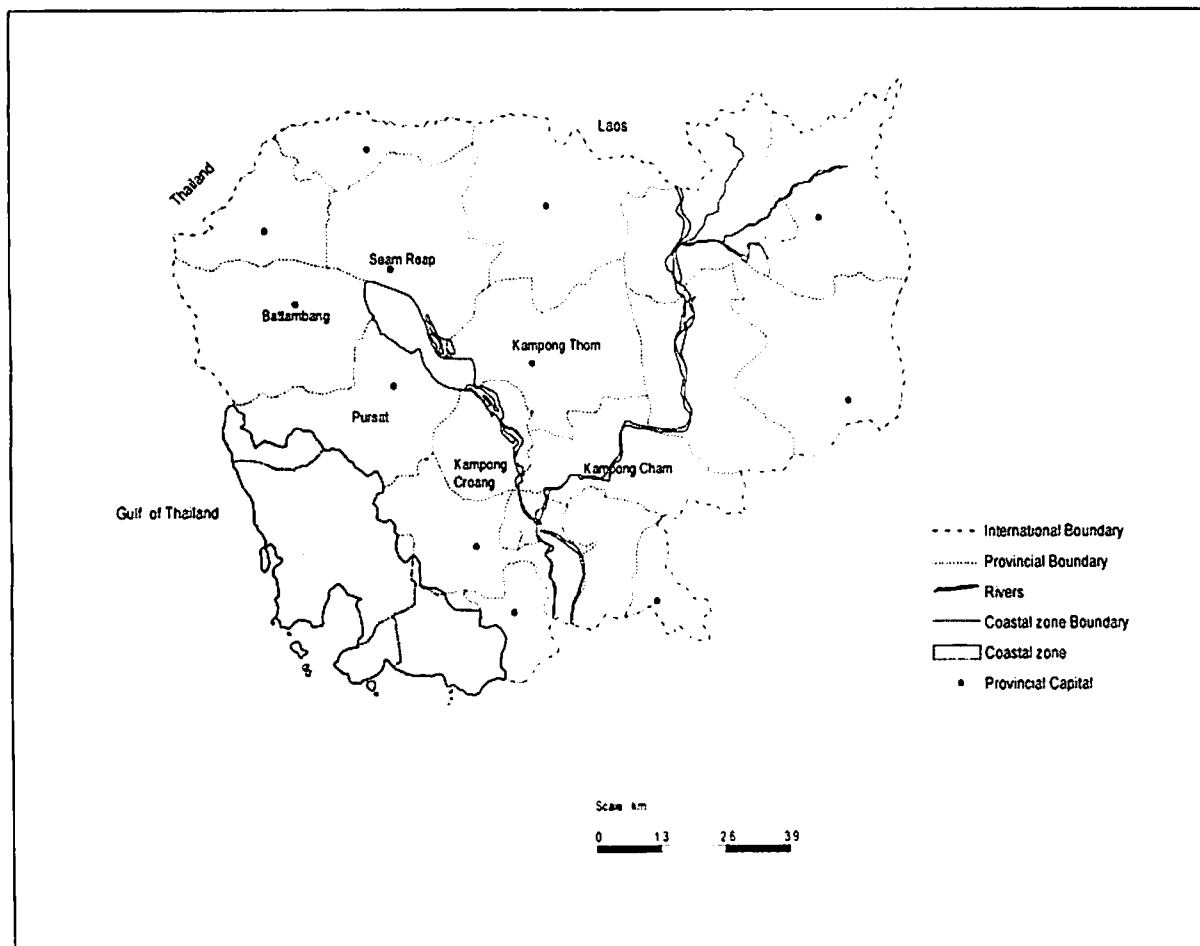 Laos
Thailand
Seam Reap
Battambang
Kampong Thom
Pursat
Kampong
Croang
Kampong Cham
Gulf of Thailand
International Boundary
Provincial Boundary
Rivers
Coastal zone Boundary
Coastal zone
Provincial Capital
Scale km
0 13 26 39